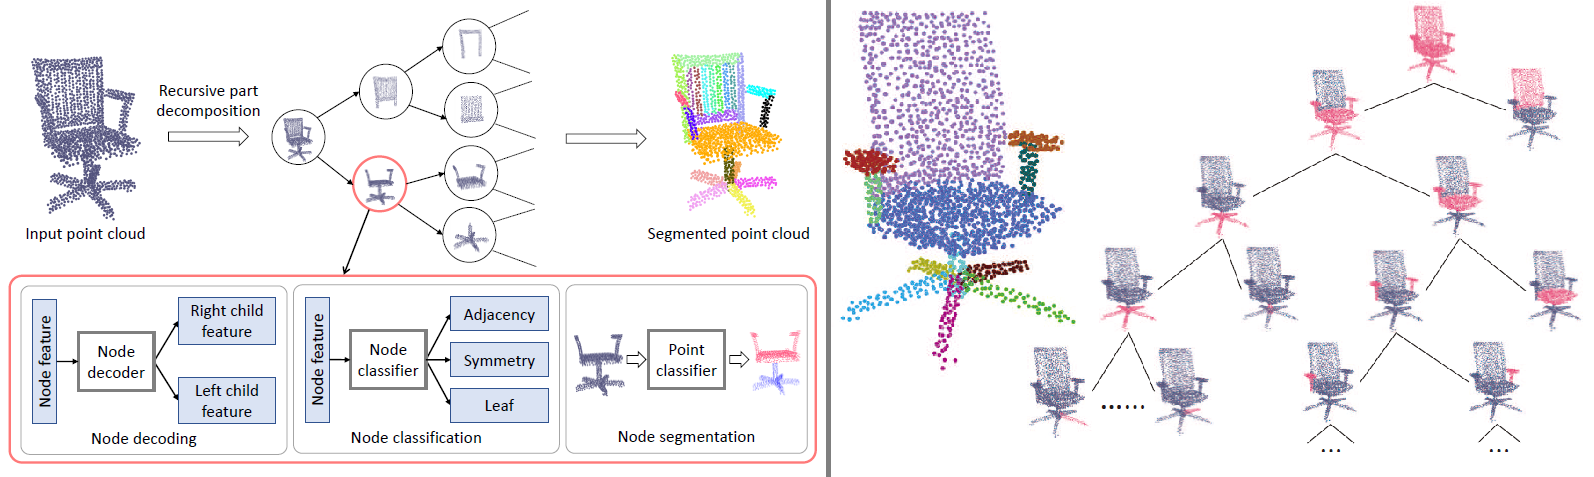 Recursive part
decomposition
Input point cloud
Segmented point cloud
Node feature
Node
decoder
Right child
feature
Left child
feature
Node decoding
Node feature
Node
classifier
Adjacency
Symmetry
Leaf
Node classification
Point
classifier
Node segmentation
......
...
...